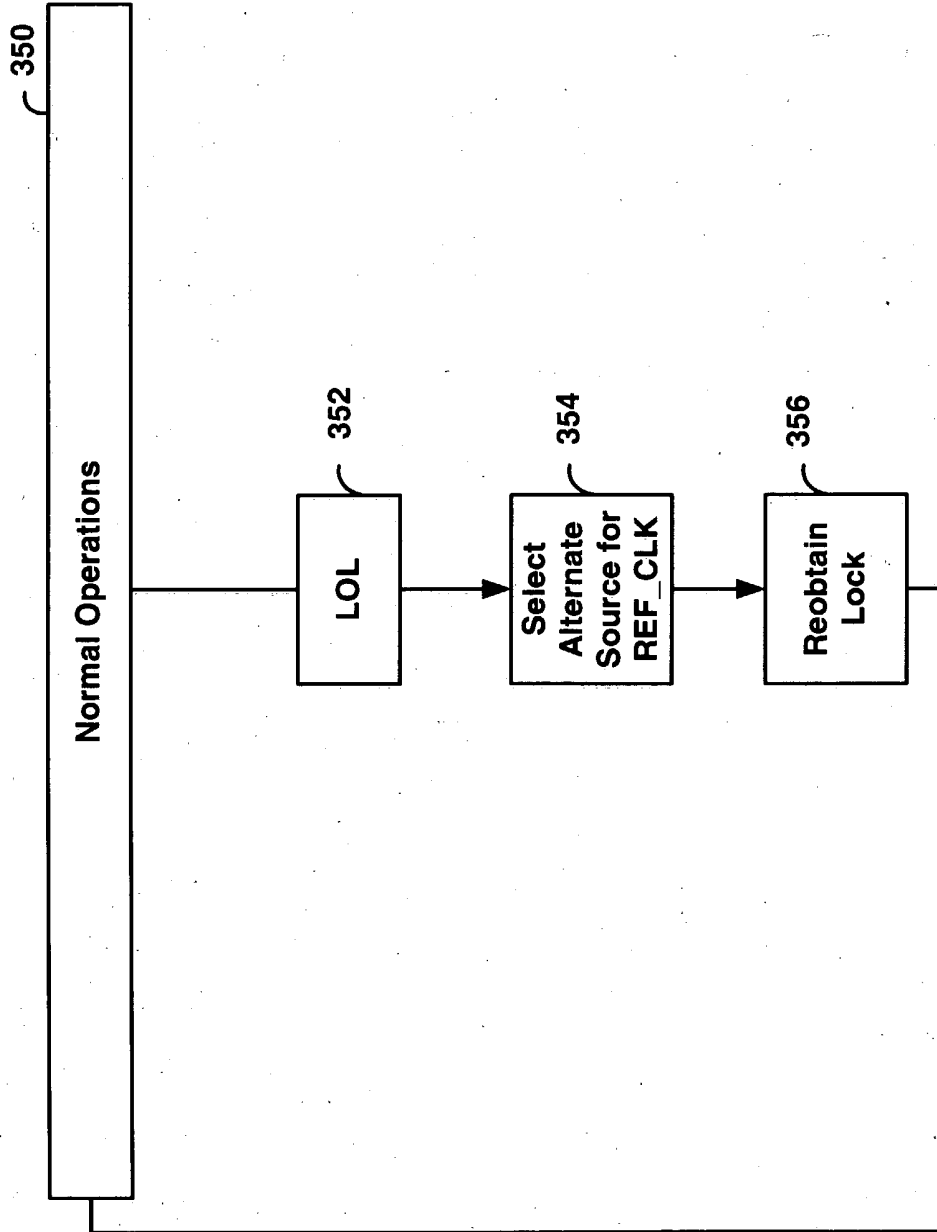 350
Normal Operations
352
LOL
354
Select
Alternate
Source for
REF_CLK
356
Reobtain
Lock